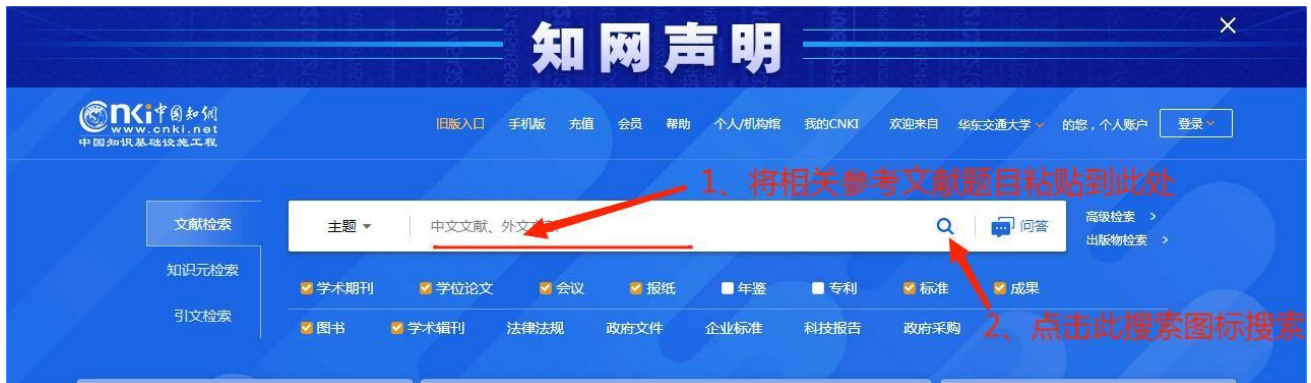 知网声明
cnki中国知网
www.cnki.net
中国知识基础设施工程
旧版入口 手机版 充值 会员 帮助 个人/机构馆 我的CNKI 欢迎来自 华东交通大学 的您，个人账户 登录
1、将相关参考文献题目粘贴到此处
文献检索 主题 中文文献、外文文 问答 高级检索 >
出版物检索 >
知识元检索
学术期刊 学位论文 会议 报纸 年鉴 专利 标准 成果
引文检索
图书 学术辑刊 法律法规 政府文件 企业标准 科技报告 政府采购
2、点击此搜索图标搜索